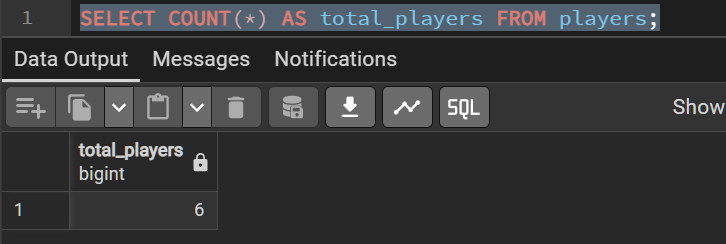 1 SELECT COUNT(*) AS total_players FROM players;
Data Output Messages Notifications
SQL Show
total_players
bigint
1 6